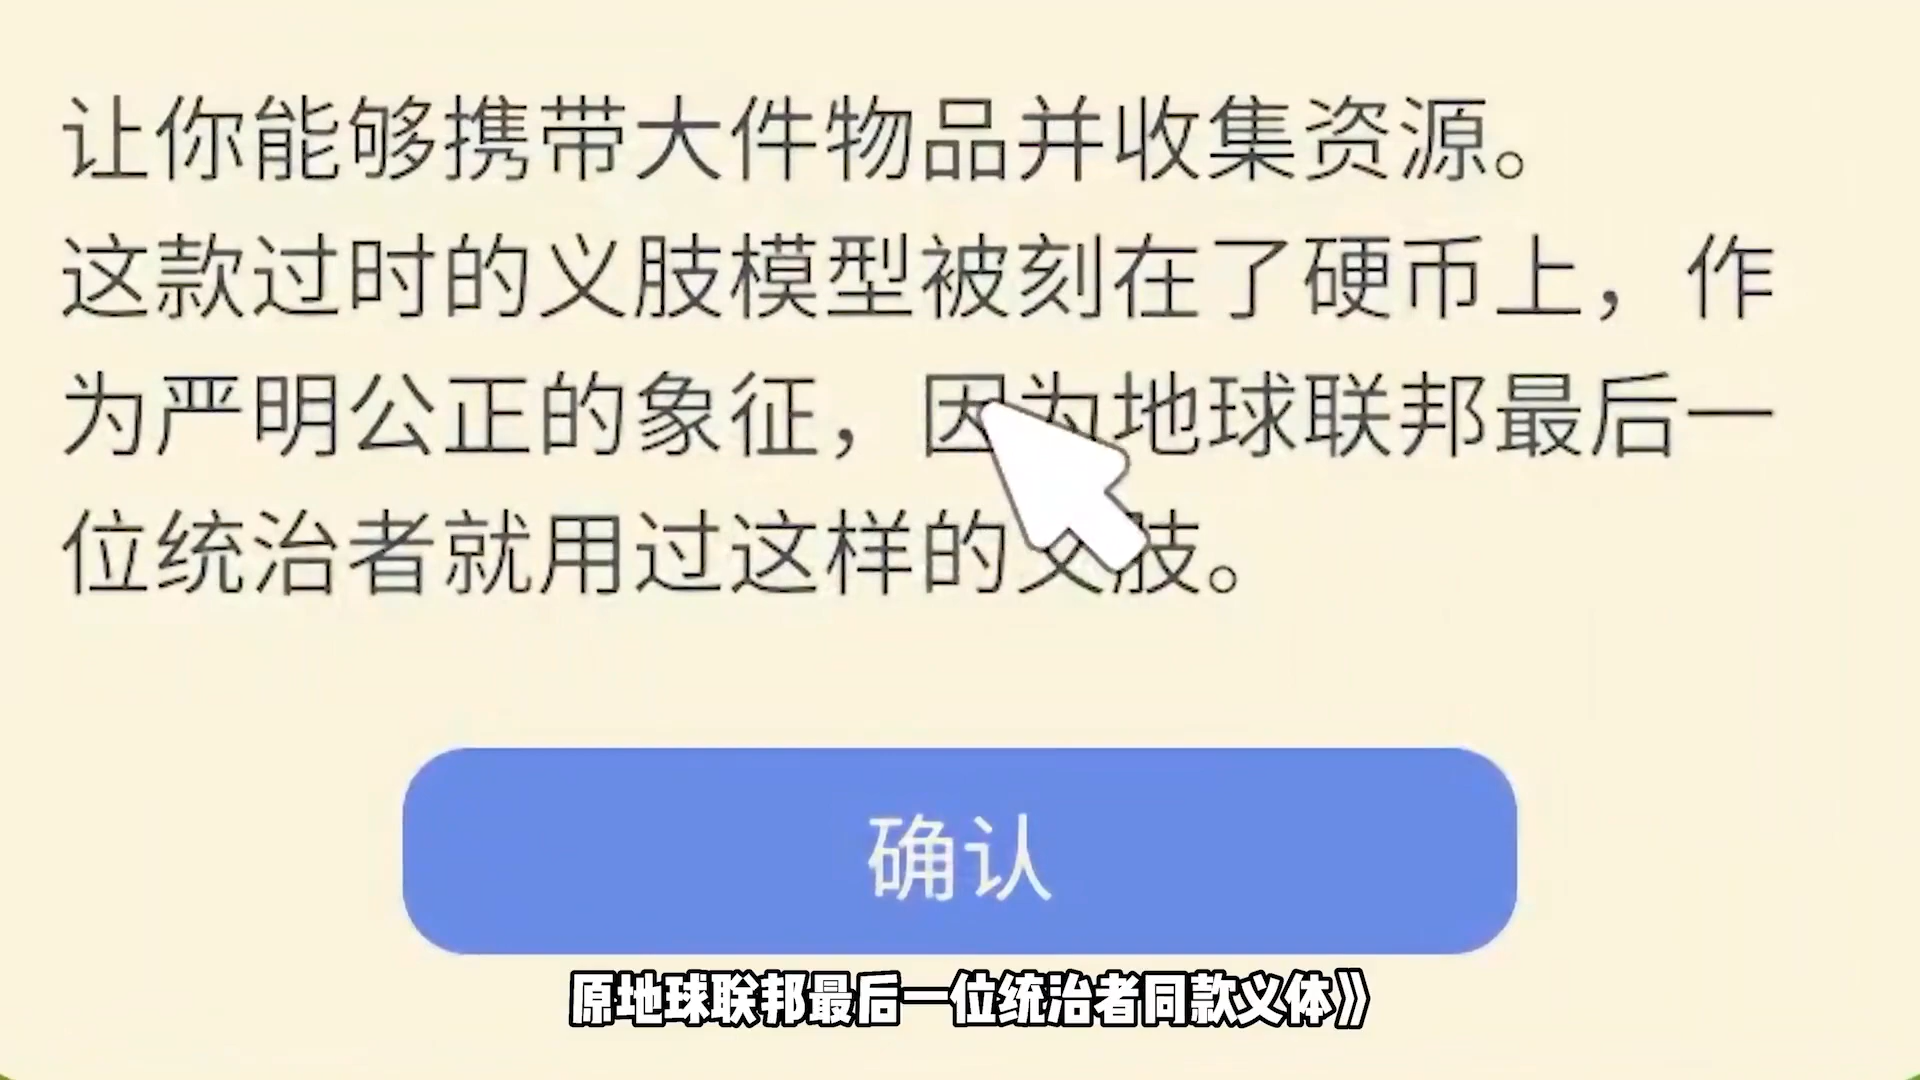 让你能够携带大件物品并收集资源。
这款过时的义肢模型被刻在了硬币上，作
为严明公正的象征，因为地球联邦最后一
位统治者就用过这样的义肢。
确认
原地球联邦最后一位统治者同款义体》